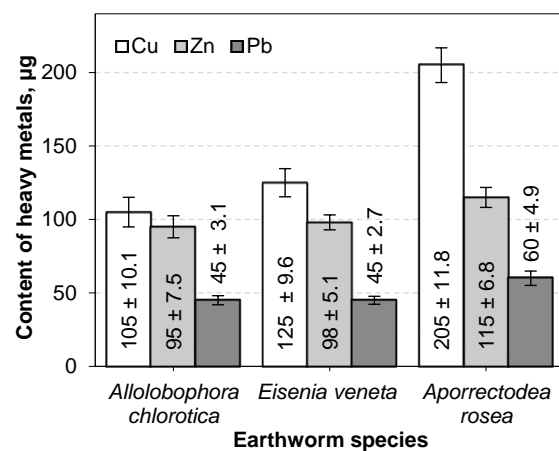 Content of heavy metals, µg
200
150
100
50
0
Cu Zn Pb
105 ± 10.1
95 ± 7.5
45 ± 3.1
125 ± 9.6
98 ± 5.1
45 ± 2.7
205 ± 11.8
115 ± 6.8
60 ± 4.9
Allolobophora
chlorotica
Eisenia veneta
Aporrectodea
rosea
Earthworm species